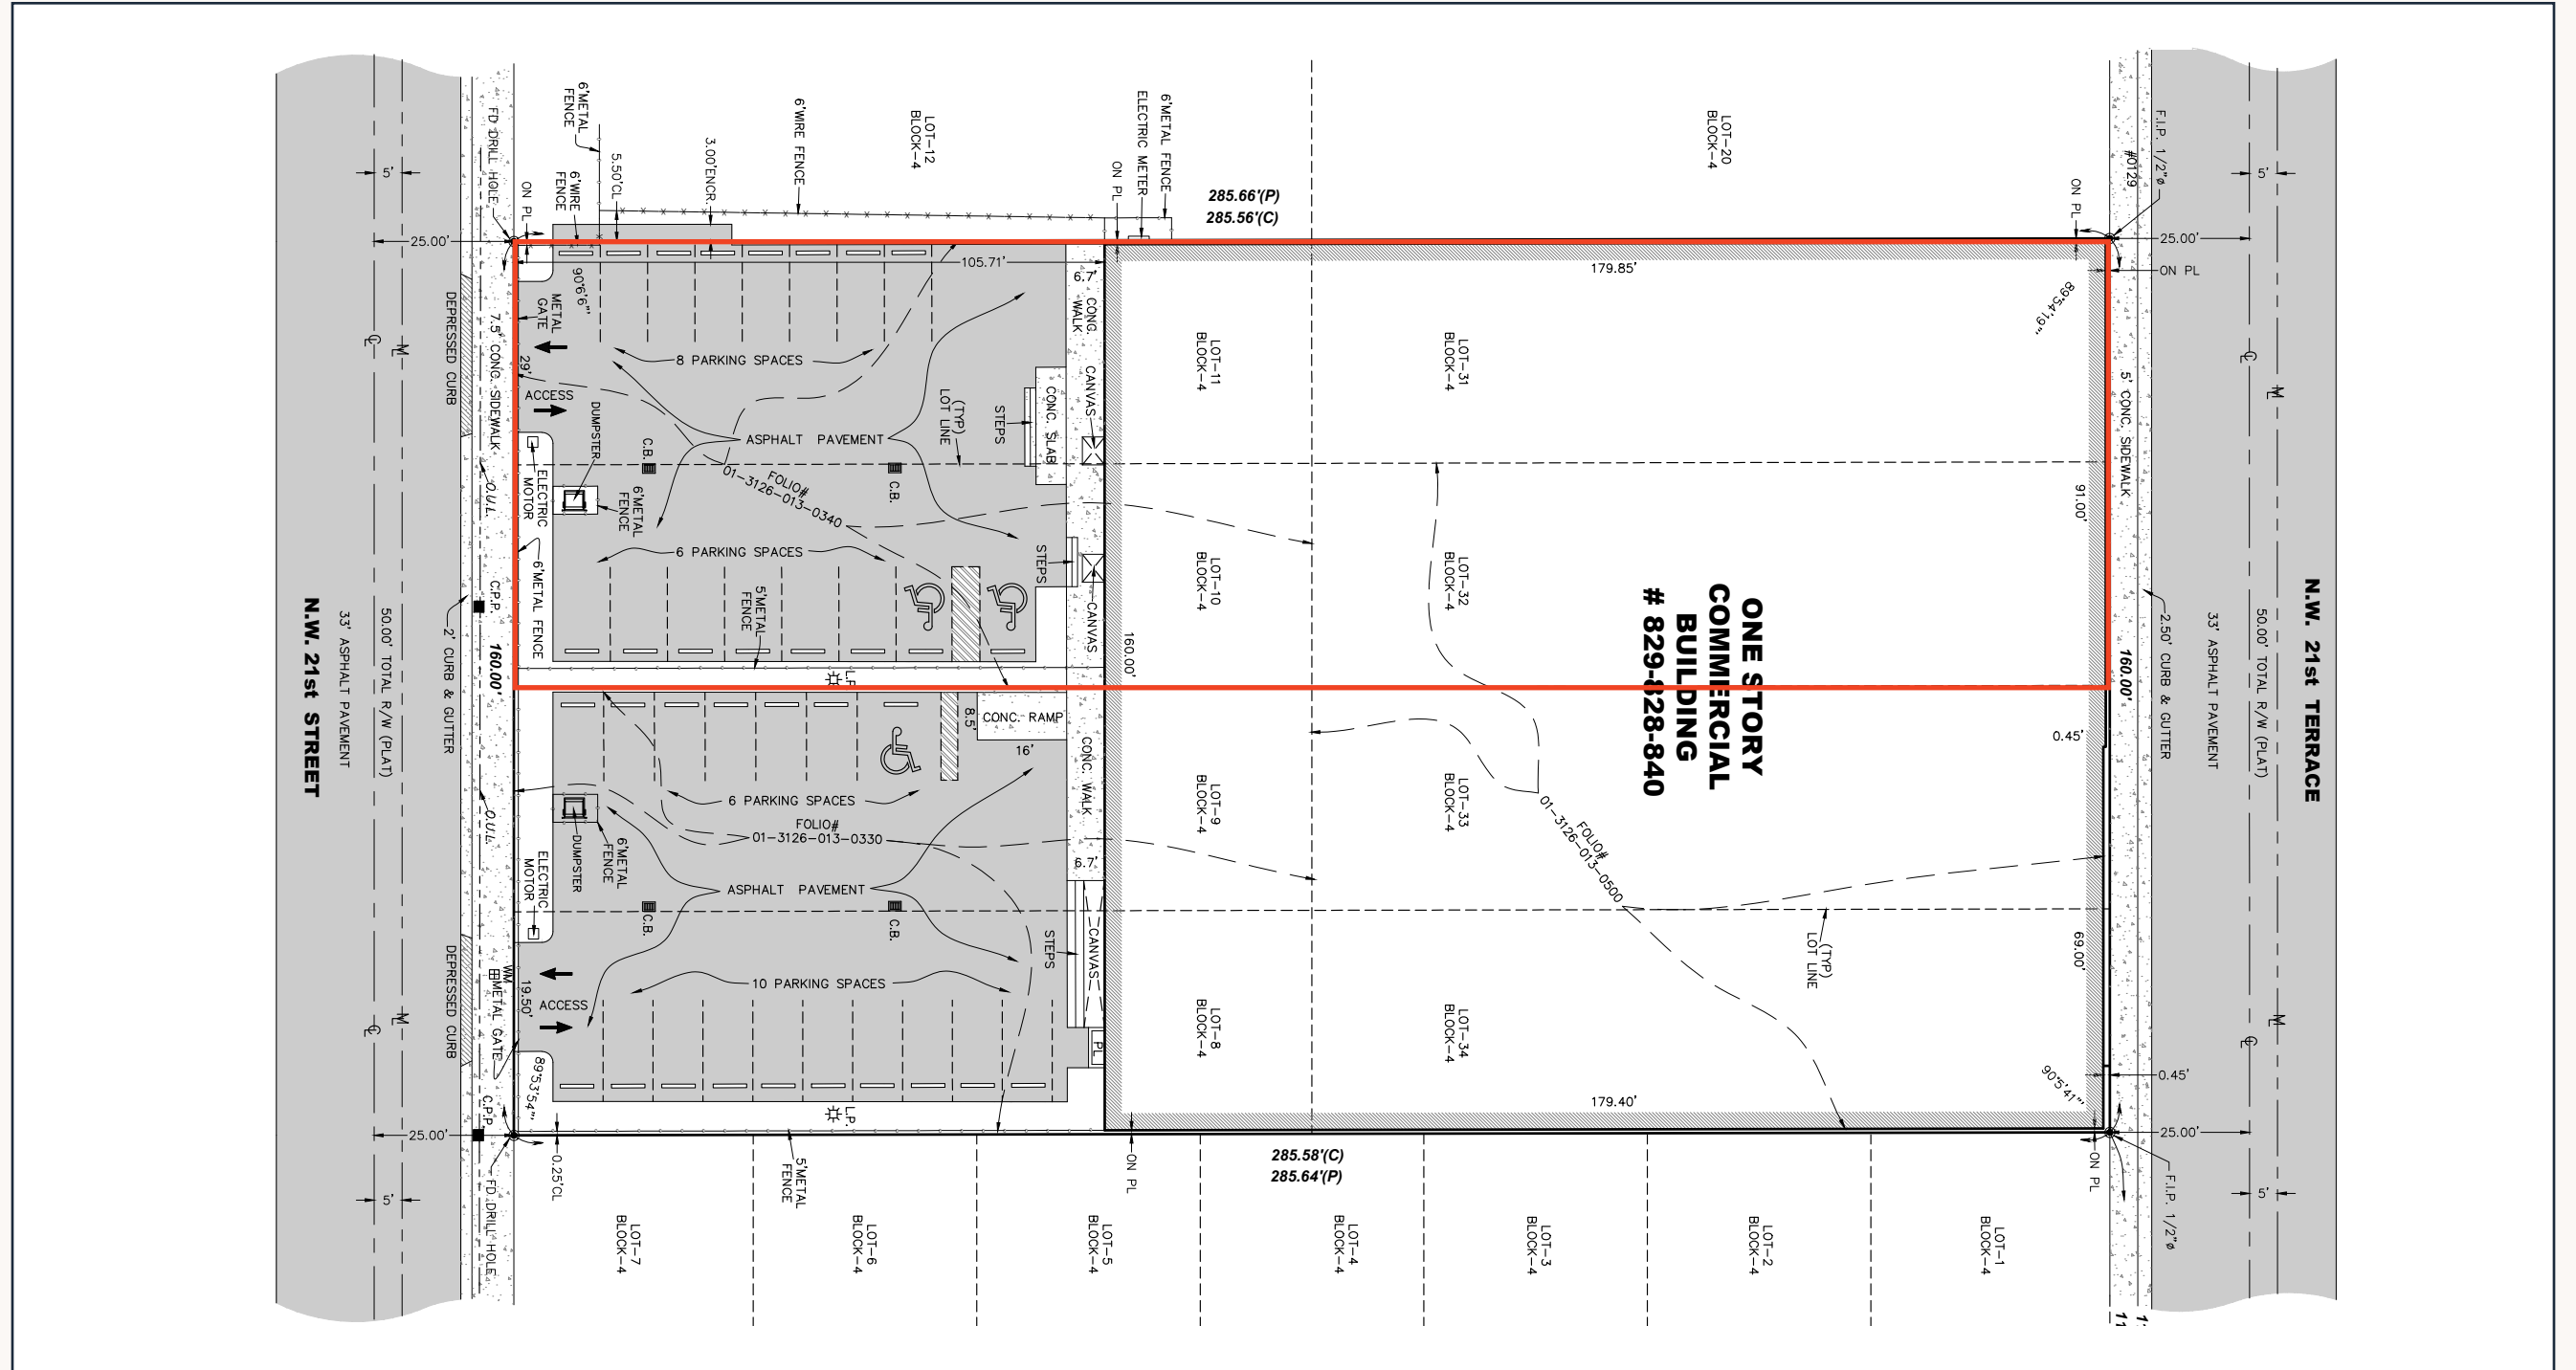 6'METAL
FENCE
FD DRILL HOLE
ON PL
6'WIRE
FENCE
5.50'CL
3.00'ENCR.
6'WIRE FENCE
LOT-12
BLOCK-4
ON PL
ELECTRIC METER
6'METAL FENCE
285.66'(P)
285.56'(C)
LOT-20
BLOCK-4
ON PL
F.I.P. 1/2"ø
#0129
5'
5'
25.00'
25.00'
ON PL
105.71'
6.7'
179.85'
90°6'6"'
89°54'19"'
METAL
GATE
29'
ACCESS
8 PARKING SPACES
CONC.
WALK
CANVAS
CONC. SLAB
STEPS
(TYP)
LOT LINE
LOT-11
BLOCK-4
LOT-31
BLOCK-4
DEPRESSED CURB
7.5' CONC. SIDEWALK
5' CONC. SIDEWALK
DUMPSTER
C.B.
ASPHALT PAVEMENT
C.B.
FOLIO#
01-3126-013-0340
ELECTRIC
MOTOR
6'METAL
FENCE
O.U.L.
6 PARKING SPACES
5'METAL
FENCE
STEPS
CANVAS
6'METAL FENCE
C.P.P.
160.00'
160.00'
91.00'
160.00'
LOT-10
BLOCK-4
LOT-32
BLOCK-4
ONE STORY
COMMERCIAL
BUILDING
# 829-828-840
N.W. 21st STREET
33' ASPHALT PAVEMENT
50.00' TOTAL R/W (PLAT)
2' CURB & GUTTER
2.50' CURB & GUTTER
33' ASPHALT PAVEMENT
50.00' TOTAL R/W (PLAT)
N.W. 21st TERRACE
L.P.
8.5'
CONC. RAMP
16'
CONC. WALK
0.45'
6 PARKING SPACES
FOLIO#
01-3126-013-0330
LOT-9
BLOCK-4
LOT-33
BLOCK-4
FOLIO#
01-3126-013-0500
O.U.L.
DUMPSTER
6'METAL
FENCE
ELECTRIC
MOTOR
6.7'
ASPHALT PAVEMENT
C.B.
C.B.
STEPS
CANVAS
(TYP)
LOT LINE
69.00'
DEPRESSED CURB
WM
METAL GATE
19.50'
ACCESS
10 PARKING SPACES
LOT-8
BLOCK-4
LOT-34
BLOCK-4
PL
89°53'54"'
90°5'41"'
0.45'
179.40'
C.P.P.
L.P.
25.00'
25.00'
0.25'CL
5'METAL
FENCE
ON PL
285.58'(C)
285.64'(P)
ON PL
F.I.P. 1/2"ø
5'
5'
FD DRILL HOLE
LOT-7
BLOCK-4
LOT-6
BLOCK-4
LOT-5
BLOCK-4
LOT-4
BLOCK-4
LOT-3
BLOCK-4
LOT-2
BLOCK-4
LOT-1
BLOCK-4